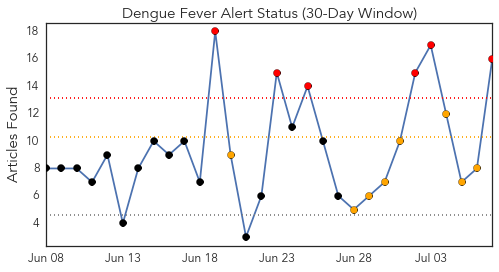 Dengue Fever Alert Status (30-Day Window)
Articles Found
18
16
14
12
10
8
6
4
Jun 08 Jun 13 Jun 18 Jun 23 Jun 28 Jul 03